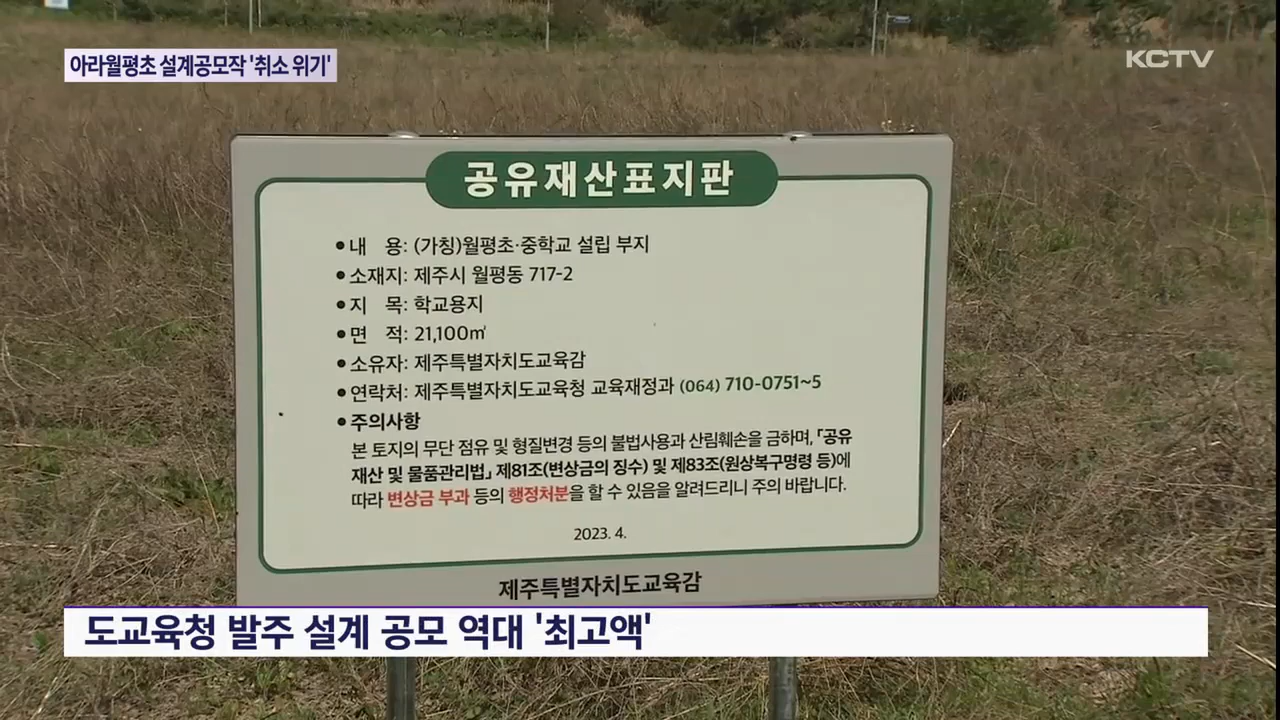 아라월평초 설계공모작 '취소 위기'
KCTV
공유재산표지판
• 내 용: (가칭)월평초·중학교 설립 부지
• 소재지: 제주시 월평동 717-2
• 지 목: 학교용지
• 면 적: 21,100㎡
• 소유자: 제주특별자치도교육감
• 연락처: 제주특별자치도교육청 교육재정과 (064) 710-0751~5
• 주의사항
본 토지의 무단 점유 및 형질변경 등의 불법사용과 산림훼손을 금하며, 「공유
재산 및 물품관리법」 제81조(변상금의 징수) 및 제83조(원상복구명령 등)에
따라 변상금 부과 등의 행정처분을 할 수 있음을 알려드리니 주의 바랍니다.
2023. 4.
제주특별자치도교육감
도교육청 발주 설계 공모 역대 '최고액'